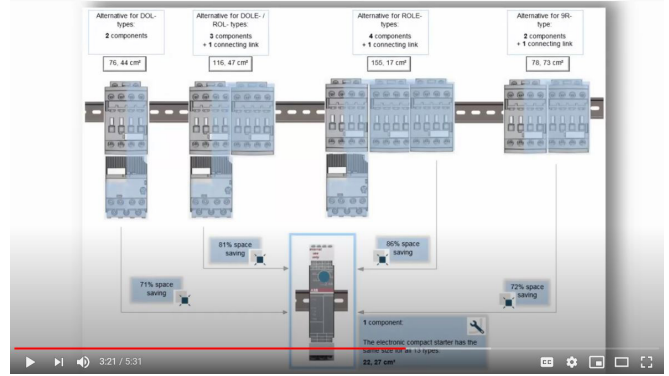 Alternative for DOL-
types:
2 components
76, 44 cm²
Alternative for DOLE- /
ROL- types:
3 components
+ 1 connecting link
116, 47 cm²
Alternative for ROLE-
types:
4 components
+ 1 connecting link
155, 17 cm²
Alternative for 9R-
type:
2 components
+ 1 connecting link
78, 73 cm²
81% space
saving
86% space
saving
71% space
saving
72% space
saving
1 component:
The electronic compact starter has the
same size for all 15 types:
22, 27 cm²
3:21 / 5:31
CC